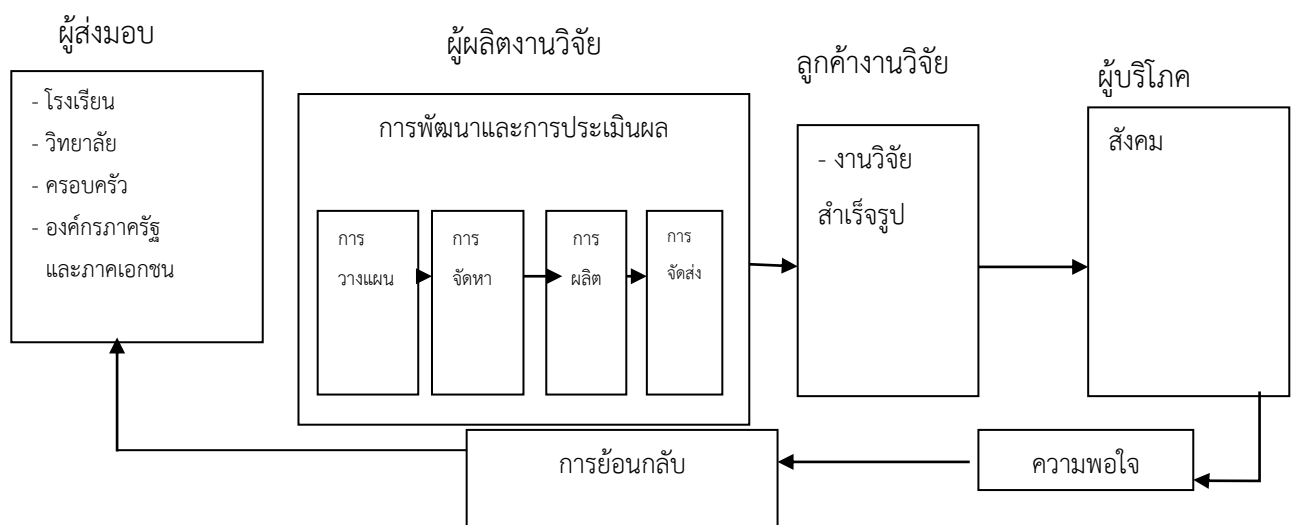 ผู้ส่งมอบ
- โรงเรียน
- วิทยาลัย
- ครอบครัว
- องค์กรภาครัฐ
และภาคเอกชน
ผู้ผลิตงานวิจัย
การพัฒนาและการประเมินผล
การ
วางแผน
การ
จัดหา
การ
ผลิต
การ
จัดส่ง
ลูกค้างานวิจัย
- งานวิจัย
สำเร็จรูป
ผู้บริโภค
สังคม
ความพอใจ
การย้อนกลับ